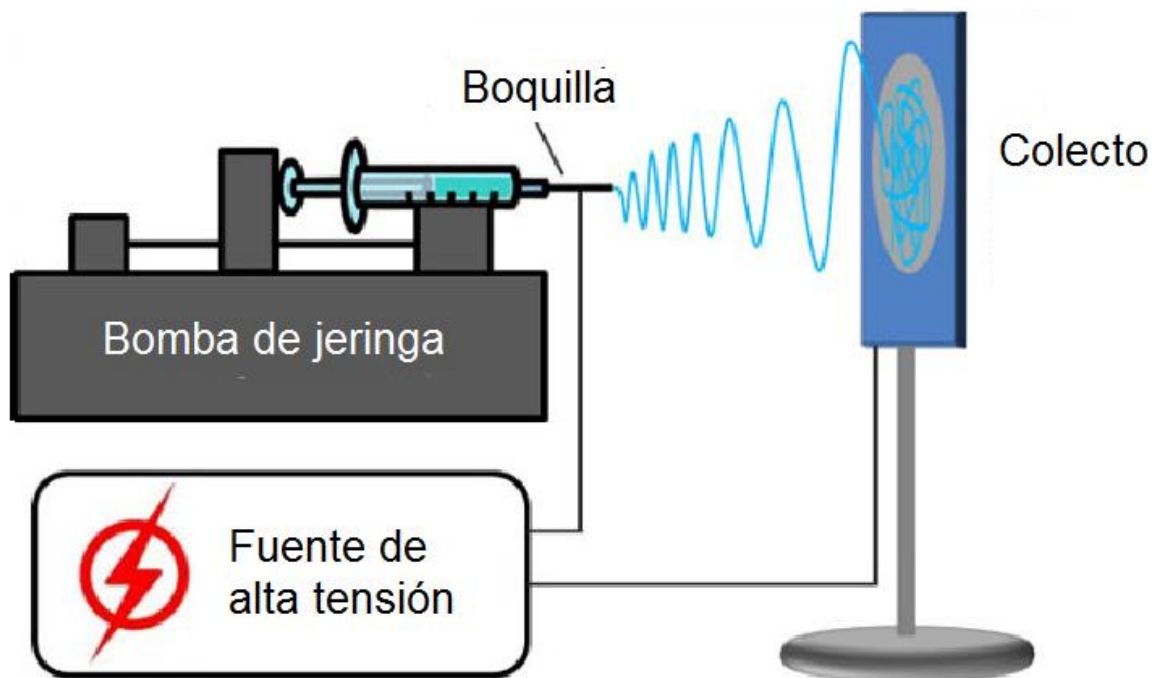 Boquilla
Colecto
Bomba de jeringa
Fuente de
alta tensión